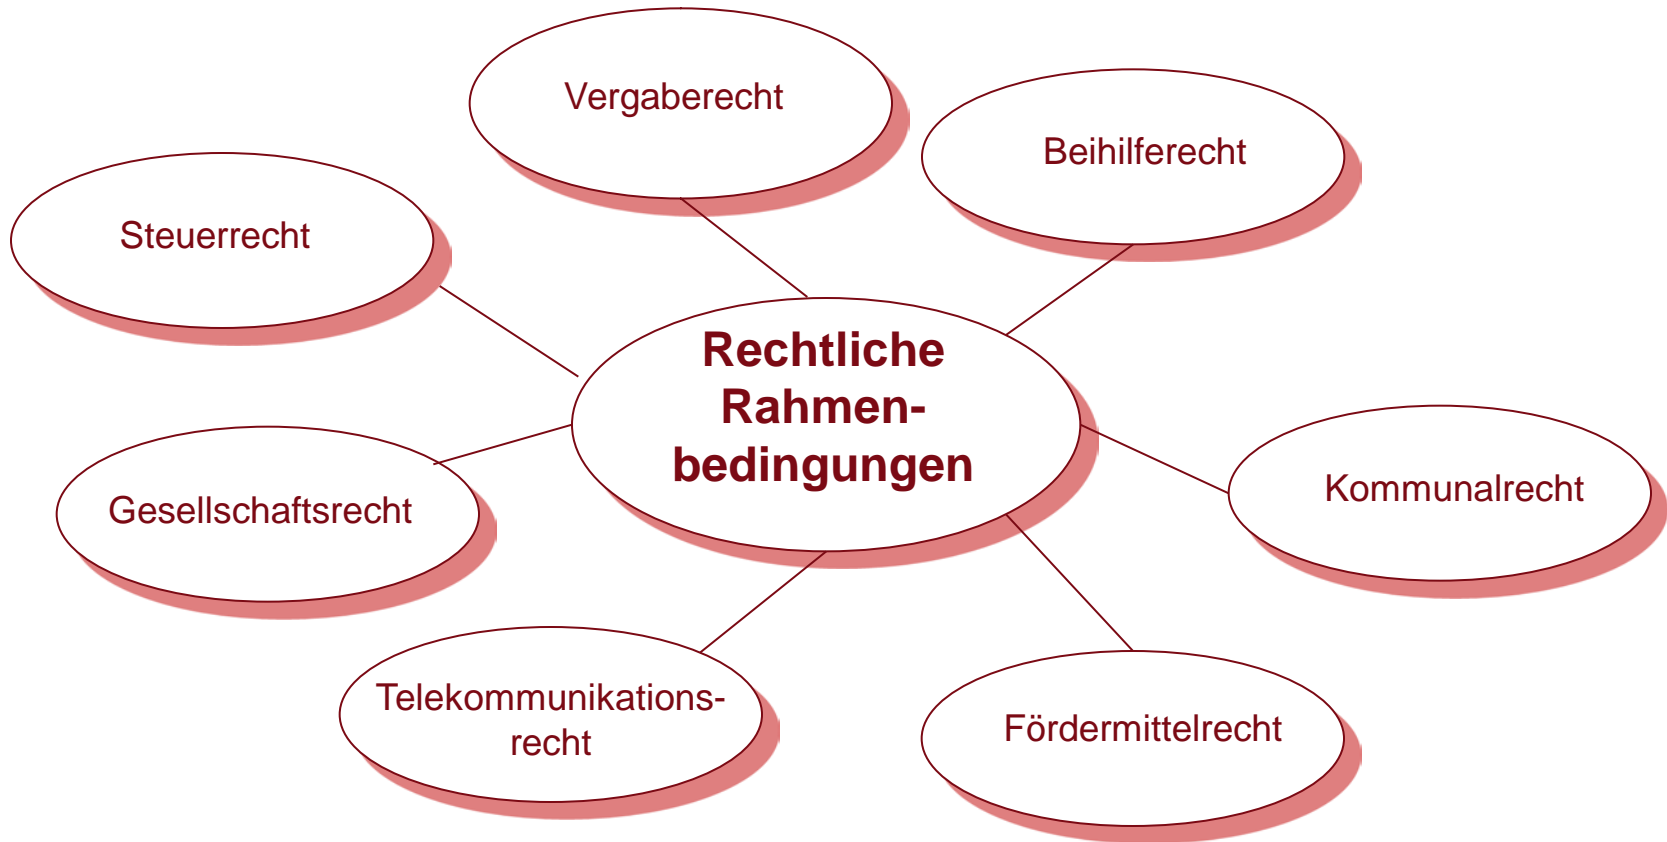 Vergaberecht
Beihilferecht
Steuerrecht
Rechtliche
Rahmen-
bedingungen
Kommunalrecht
Gesellschaftsrecht
Telekommunikations-
recht
Fördermittelrecht